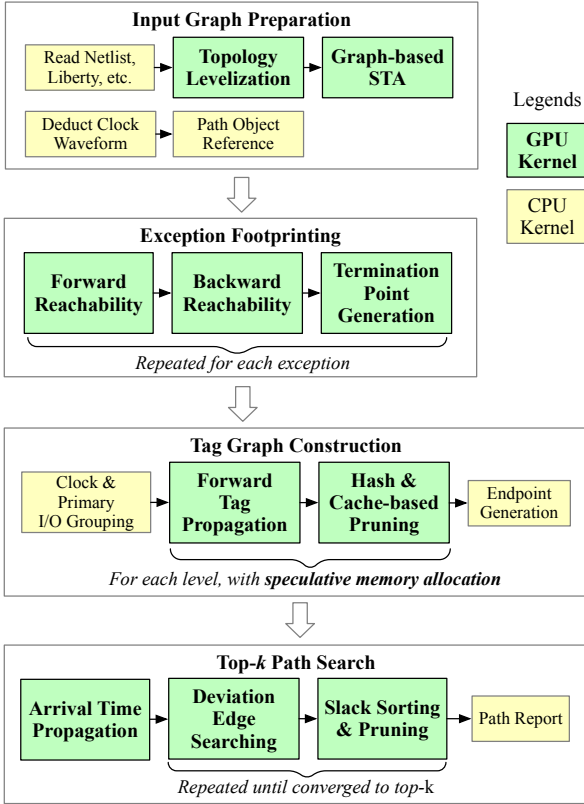 Input Graph Preparation
Read Netlist,
Liberty, etc.
Topology
Levelization
Graph-based
STA
Deduct Clock
Waveform
Path Object
Reference
Legends
GPU
Kernel
CPU
Kernel
Exception Footprinting
Forward
Reachability
Backward
Reachability
Termination
Point
Generation
Repeated for each exception
Tag Graph Construction
Clock &
Primary
I/O Grouping
Forward
Tag
Propagation
Hash &
Cache-based
Pruning
Endpoint
Generation
For each level, with speculative memory allocation
Top-k Path Search
Arrival Time
Propagation
Deviation
Edge
Searching
Slack Sorting
& Pruning
Path Report
Repeated until converged to top-k